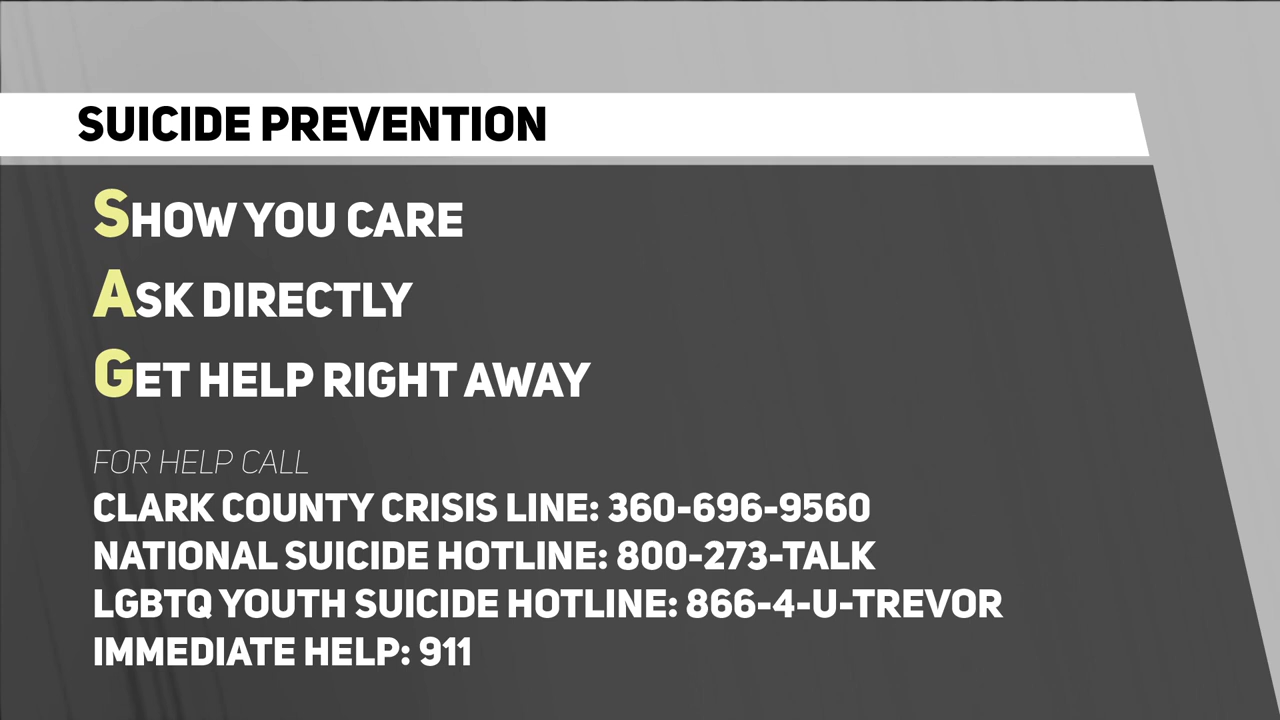 SUICIDE PREVENTION
SHOW YOU CARE
ASK DIRECTLY
GET HELP RIGHT AWAY
FOR HELP CALL
CLARK COUNTY CRISIS LINE: 360-696-9560
NATIONAL SUICIDE HOTLINE: 800-273-TALK
LGBTQ YOUTH SUICIDE HOTLINE: 866-4-U-TREVOR
IMMEDIATE HELP: 911